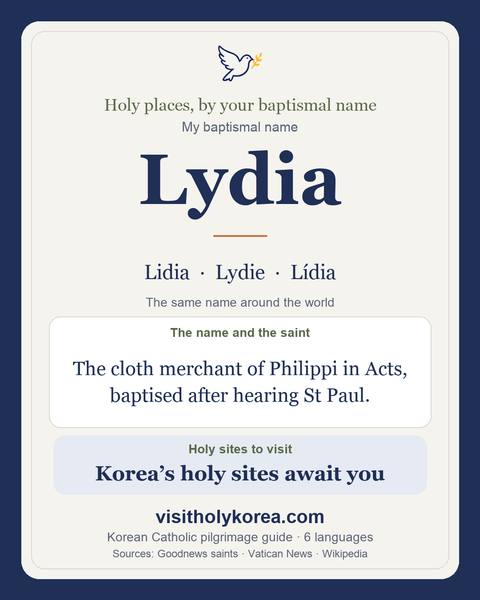 Holy places, by your baptismal name
My baptismal name
Lydia
Lidia · Lydie · Lídia
The same name around the world
The name and the saint
The cloth merchant of Philippi in Acts,
baptised after hearing St Paul.
Holy sites to visit
Korea’s holy sites await you
visitholykorea.com
Korean Catholic pilgrimage guide · 6 languages
Sources: Goodnews saints · Vatican News · Wikipedia